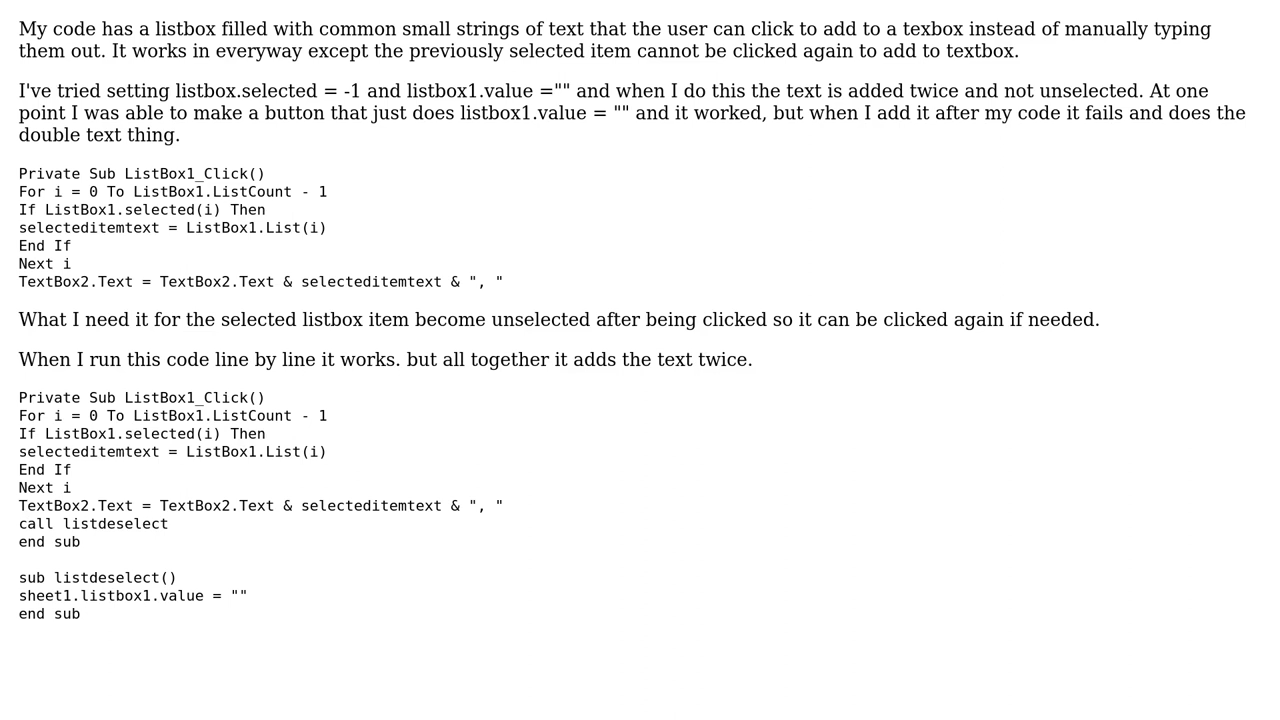 My code has a listbox filled with common small strings of text that the user can click to add to a texbox instead of manually typing
them out. It works in everyway except the previously selected item cannot be clicked again to add to textbox.
I've tried setting listbox.selected = -1 and listbox1.value ="" and when I do this the text is added twice and not unselected. At one
point I was able to make a button that just does listbox1.value = "" and it worked, but when I add it after my code it fails and does the
double text thing.
Private Sub ListBox1_Click()
For i = 0 To ListBox1.ListCount - 1
If ListBox1.selected(i) Then
selecteditemtext = ListBox1.List(i)
End If
Next i
TextBox2.Text = TextBox2.Text & selecteditemtext & ", "
What I need it for the selected listbox item become unselected after being clicked so it can be clicked again if needed.
When I run this code line by line it works. but all together it adds the text twice.
Private Sub ListBox1_Click()
For i = 0 To ListBox1.ListCount - 1
If ListBox1.selected(i) Then
selecteditemtext = ListBox1.List(i)
End If
Next i
TextBox2.Text = TextBox2.Text & selecteditemtext & ", "
call listdeselect
end sub
sub listdeselect()
sheet1.listbox1.value = ""
end sub